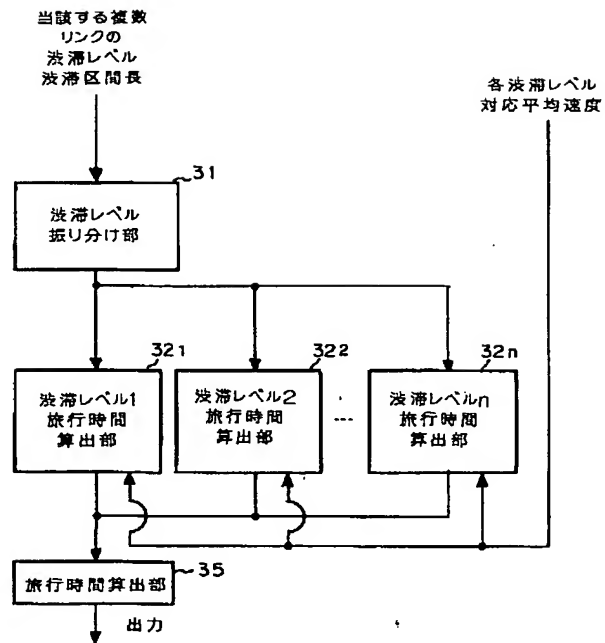 当該する複数
リンクの
渋滞レベル
渋滞区間長
各渋滞レベル
対応平均速度
31
渋滞レベル
振り分け部
321
渋滞レベル1
旅行時間
算出部
322
渋滞レベル2
旅行時間
算出部
---
32n
渋滞レベルn
旅行時間
算出部
35
旅行時間算出部
出力